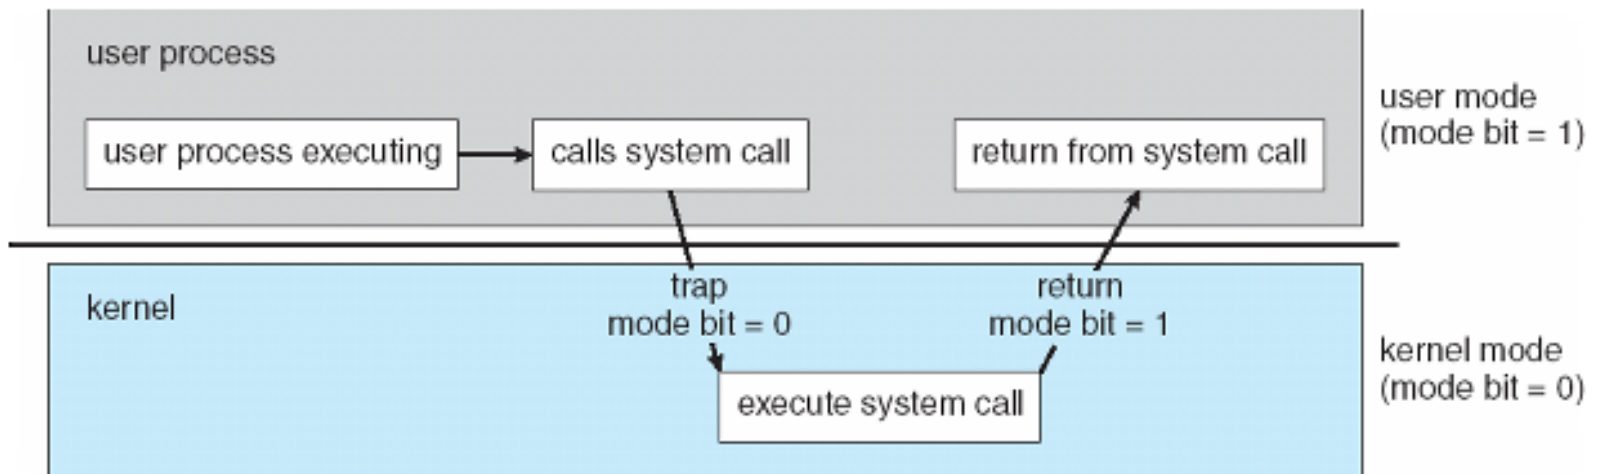 user process
user process executing
calls system call
return from system call
user mode
(mode bit = 1)
kernel
trap
mode bit = 0
return
mode bit = 1
execute system call
kernel mode
(mode bit = 0)